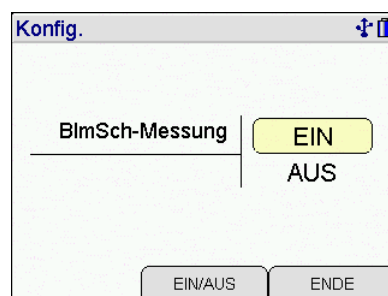 Konfig.
BImSch-Messung
EIN
AUS
EIN/AUS
ENDE